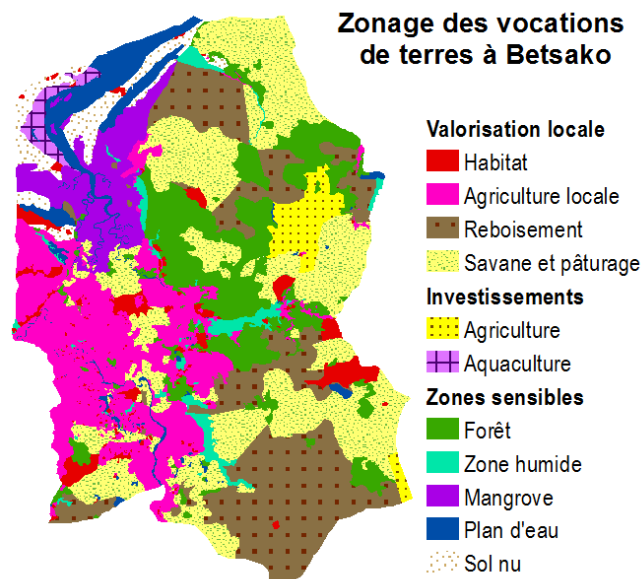 Zonage des vocations
de terres à Betsako
Valorisation locale
Habitat
Agriculture locale
Reboisement
Savane et pâturage
Investissements
Agriculture
Aquaculture
Zones sensibles
Forêt
Zone humide
Mangrove
Plan d'eau
Sol nu